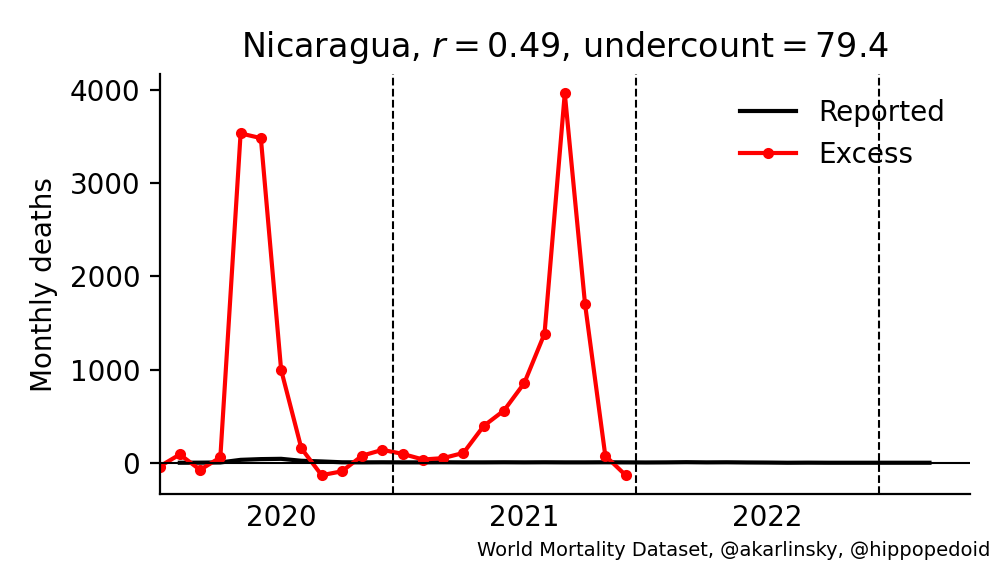 Nicaragua, r = 0.49, undercount = 79.4
Monthly deaths
4000
3000
2000
1000
0
Reported
Excess
2020 2021 2022
World Mortality Dataset, @akarlinsky, @hippopedoid